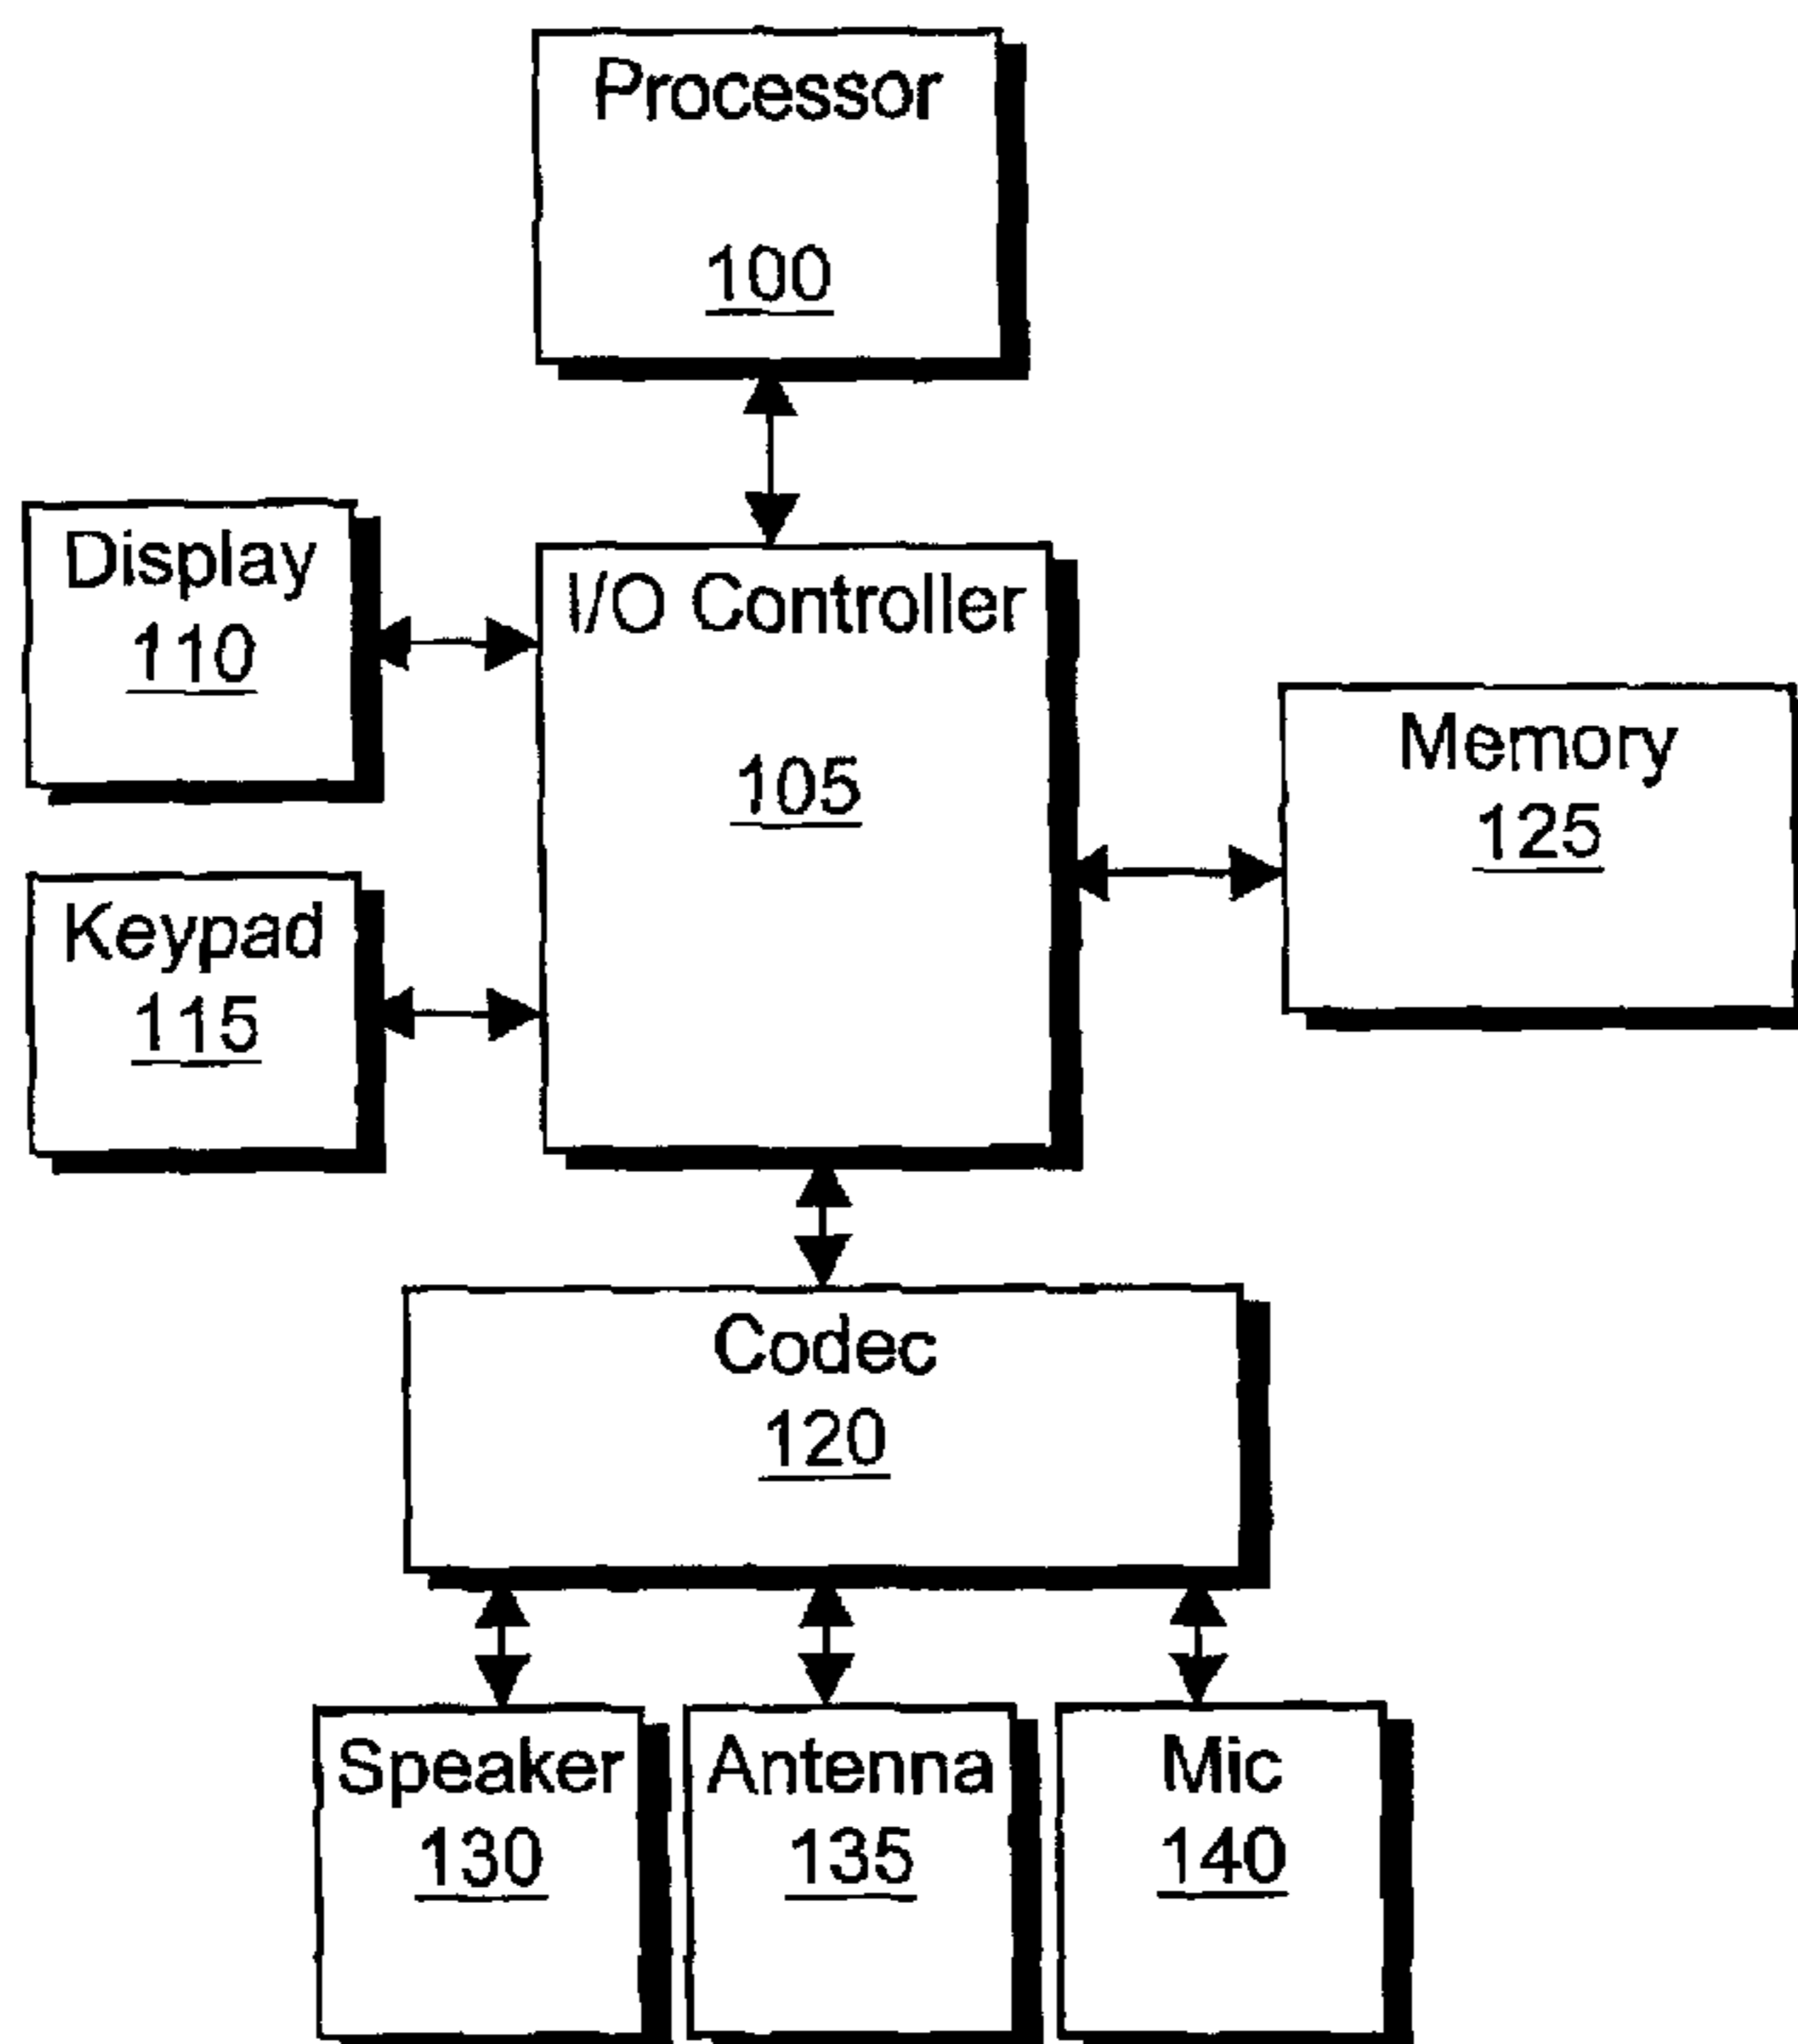 Processor
100
Display
110
I/O Controller
105
Memory
125
Keypad
115
Codec
120
Speaker
130
Antenna
135
Mic
140